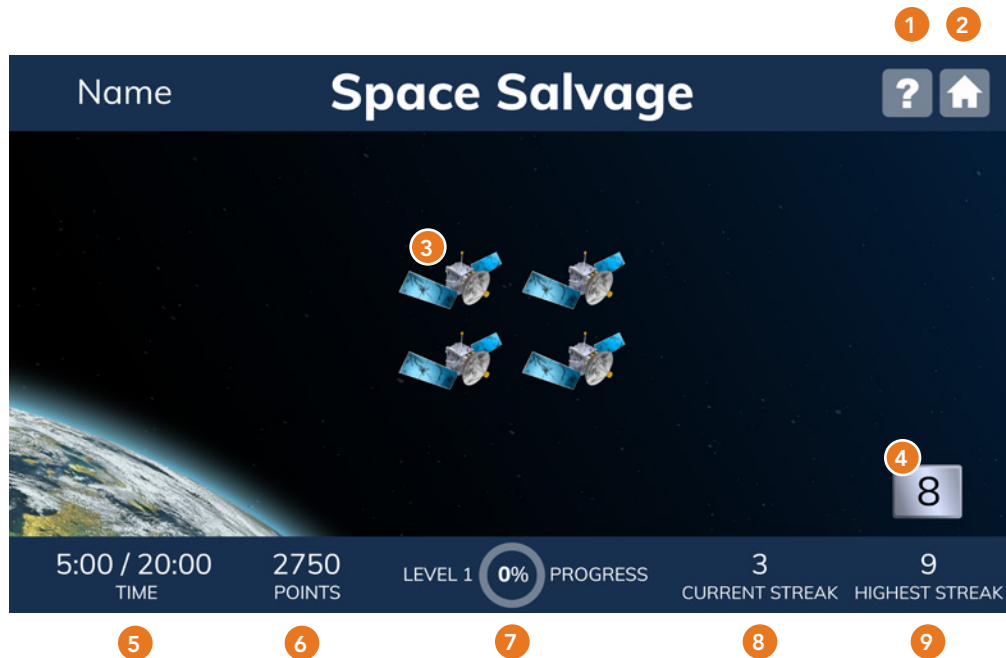 1 2
Name Space Salvage ?
3
4
8
5:00 / 20:00 2750 LEVEL 1 0% PROGRESS 3 9
TIME POINTS CURRENT STREAK HIGHEST STREAK
5 6 7 8 9